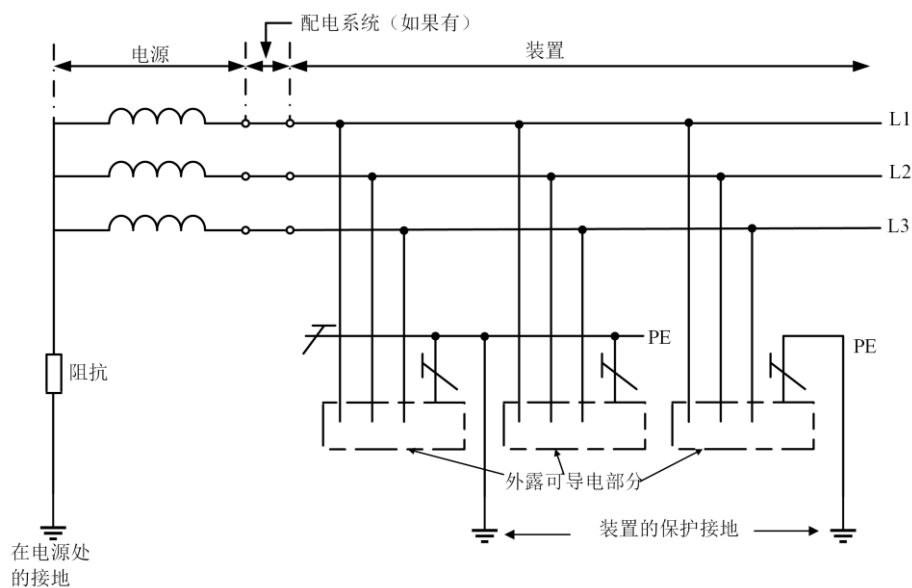 配电系统（如果有）
电源
装置
L1
L2
L3
PE
PE
阻抗
外露可导电部分
装置的保护接地
在电源处
的接地